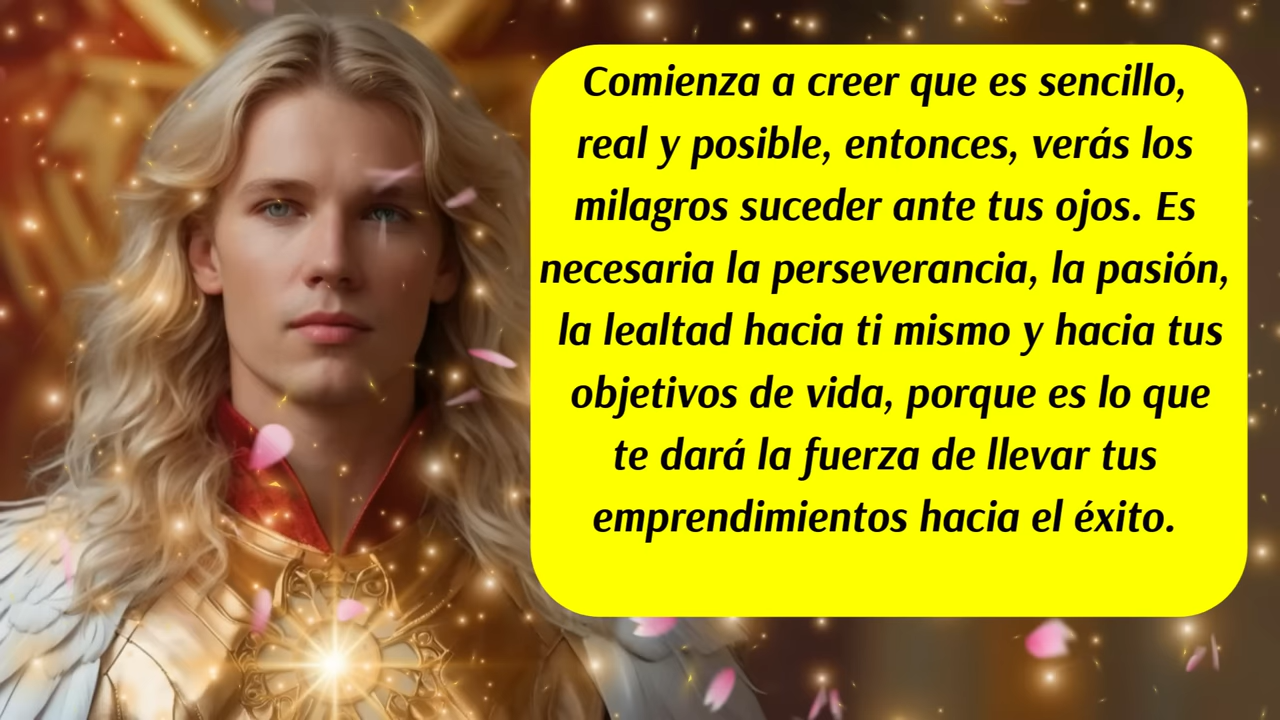 Comienza a creer que es sencillo,
real y posible, entonces, verás los
milagros suceder ante tus ojos. Es
necesaria la perseverancia, la pasión,
la lealtad hacia ti mismo y hacia tus
objetivos de vida, porque es lo que
te dará la fuerza de llevar tus
emprendimientos hacia el éxito.